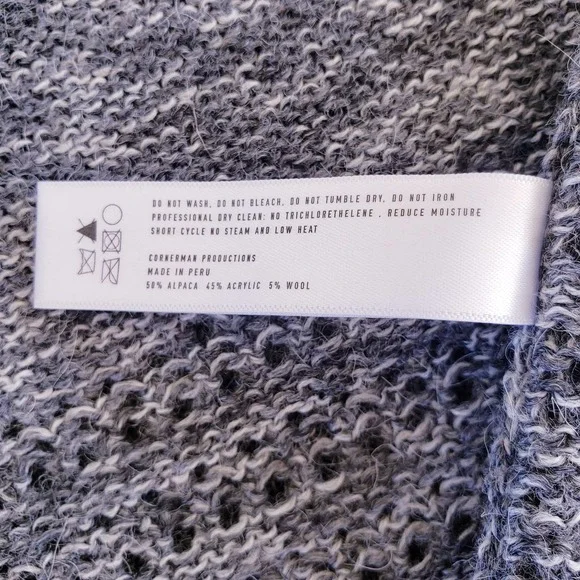 DO NOT WASH, DO NOT BLEACH, DO NOT TUMBLE DRY, DO NOT IRON
PROFESSIONAL DRY CLEAN: NO TRICHLORETHELENE , REDUCE MOISTURE
SHORT CYCLE NO STEAM AND LOW HEAT
CORNERMAN PRODUCTIONS
MADE IN PERU
50% ALPACA 45% ACRYLIC 5% WOOL